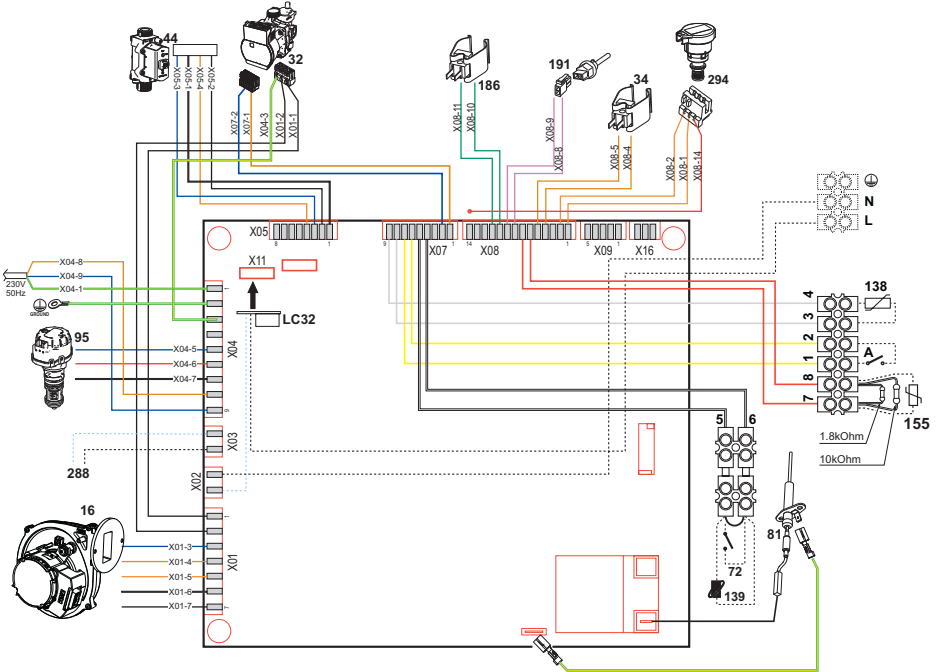 44
32
186
191
34
294
X05-3
X05-1
X05-4
X05-2
X07-2
X07-1
X04-3
X01-2
X01-1
X08-11
X08-10
X08-9
X08-8
X08-5
X08-4
X08-2
X08-1
X08-14
N
L
X05
8
1
9
X07
1
14
X08
1
5
X09
1
X16
X11
LC32
X04-8
X04-9
X04-1
230V
50Hz
GROUND
95
X04-5
X04-6
X04-7
1
X04
9
X03
288
X02
16
X01-3
X01-4
X01-5
X01-6
X01-7
1
X01
7
4
3
2
1
8
7
138
A
155
1.8kOhm
10kOhm
5
6
72
139
81